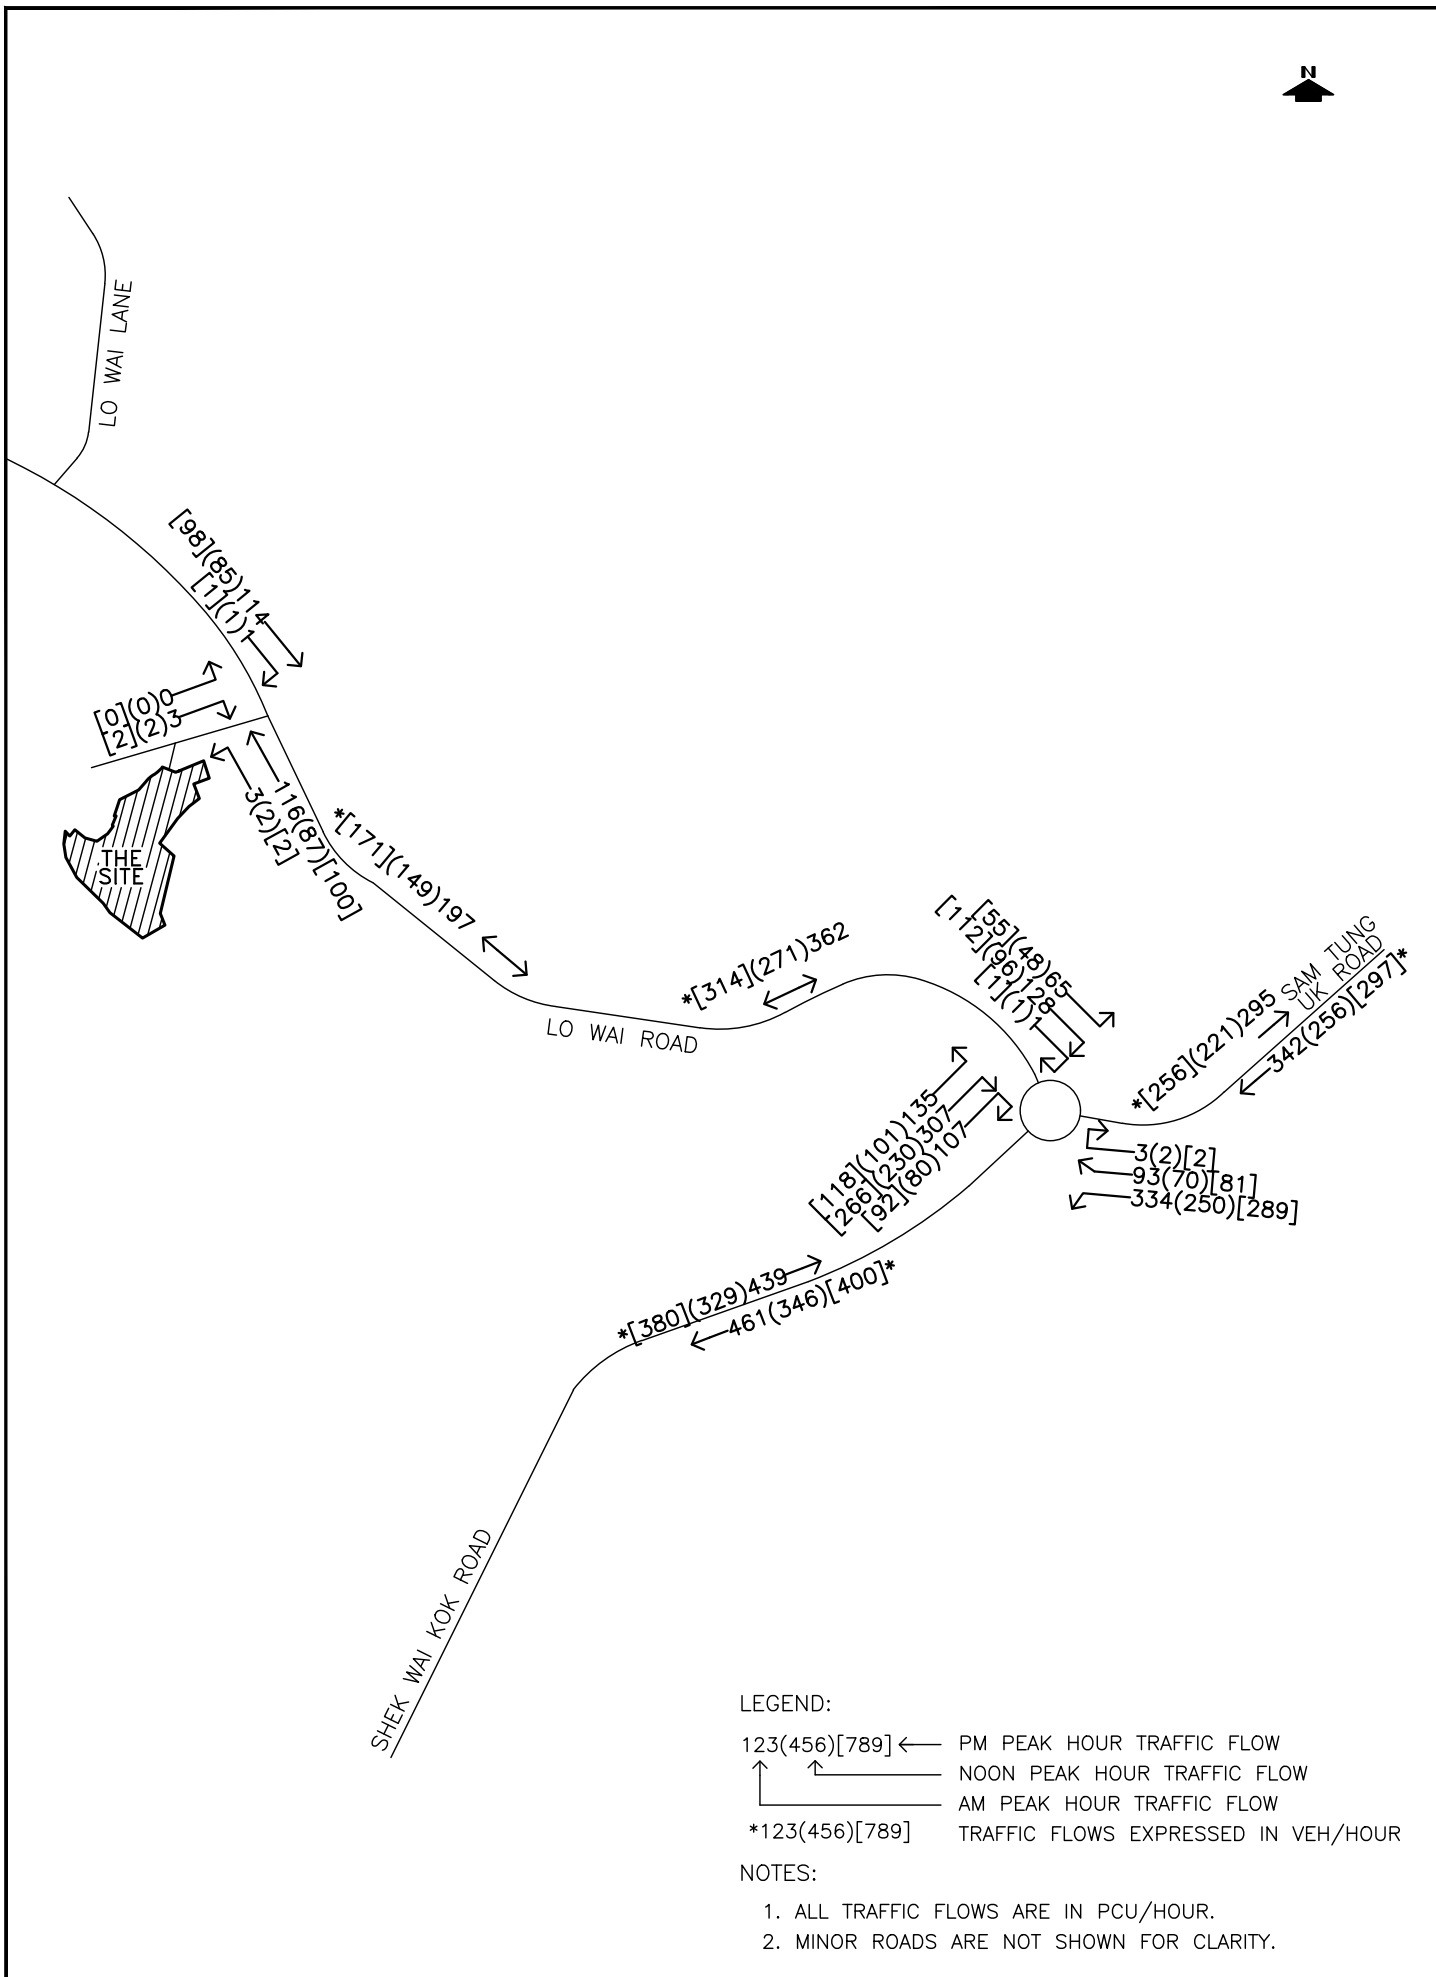 N
LO WAI LANE
[98](85)114
[1](1)1
[0](0)0
[2](2)3
116(87)[100]
3(2)[2]
THE
SITE
*[171](149)197
*[314](271)362
LO WAI ROAD
[55](48)65
[112](96)128
[1](1)1
SAM TUNG
UK ROAD
*[256](221)295
342(256)[297]*
[118](101)135
[266](230)307
[92](80)107
3(2)[2]
93(70)[81]
334(250)[289]
*[380](329)439
461(346)[400]*
SHEK WAI KOK ROAD
LEGEND:
123(456)[789] PM PEAK HOUR TRAFFIC FLOW
NOON PEAK HOUR TRAFFIC FLOW
AM PEAK HOUR TRAFFIC FLOW
*123(456)[789] TRAFFIC FLOWS EXPRESSED IN VEH/HOUR
NOTES:
1. ALL TRAFFIC FLOWS ARE IN PCU/HOUR.
2. MINOR ROADS ARE NOT SHOWN FOR CLARITY.